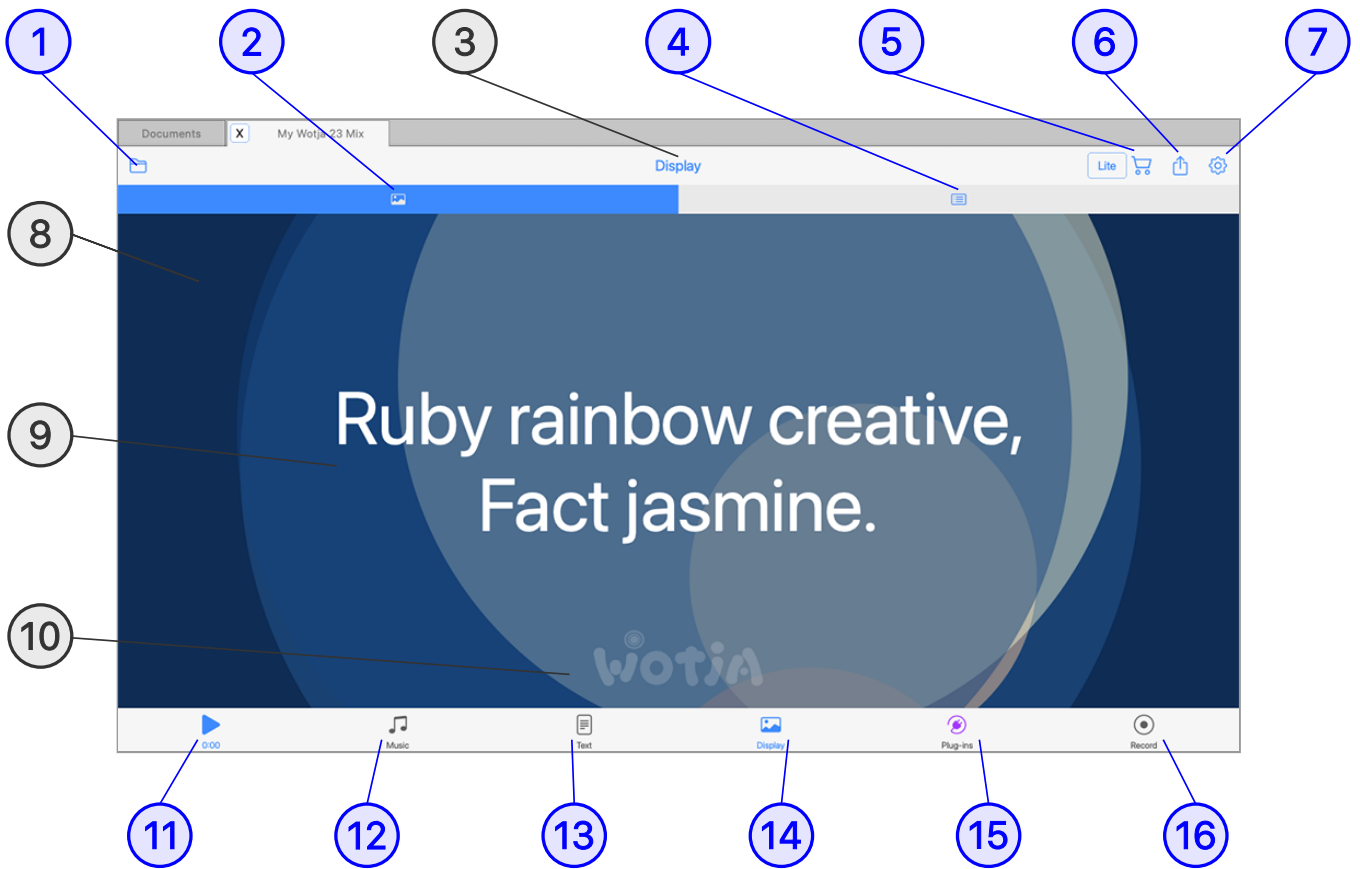 1 2 3 4 5 6 7
Documents X My Wotja 23 Mix
Display Lite
8
Ruby rainbow creative,
9
Fact jasmine.
10
wotja
0:00 Music Text Display Plug-ins Record
11 12 13 14 15 16